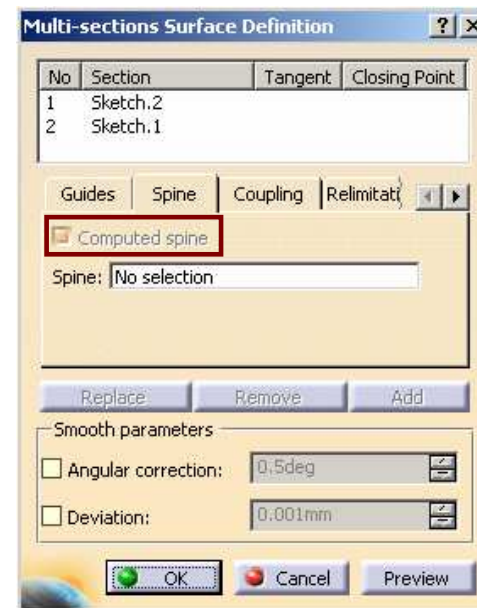 Multi-sections Surface Definition
No Section Tangent Closing Point
1 Sketch.2
2 Sketch.1
Guides Spine Coupling Relimitati
Computed spine
Spine: No selection
Replace Remove Add
Smooth parameters
Angular correction: 0.5deg
Deviation: 0.001mm
OK Cancel Preview